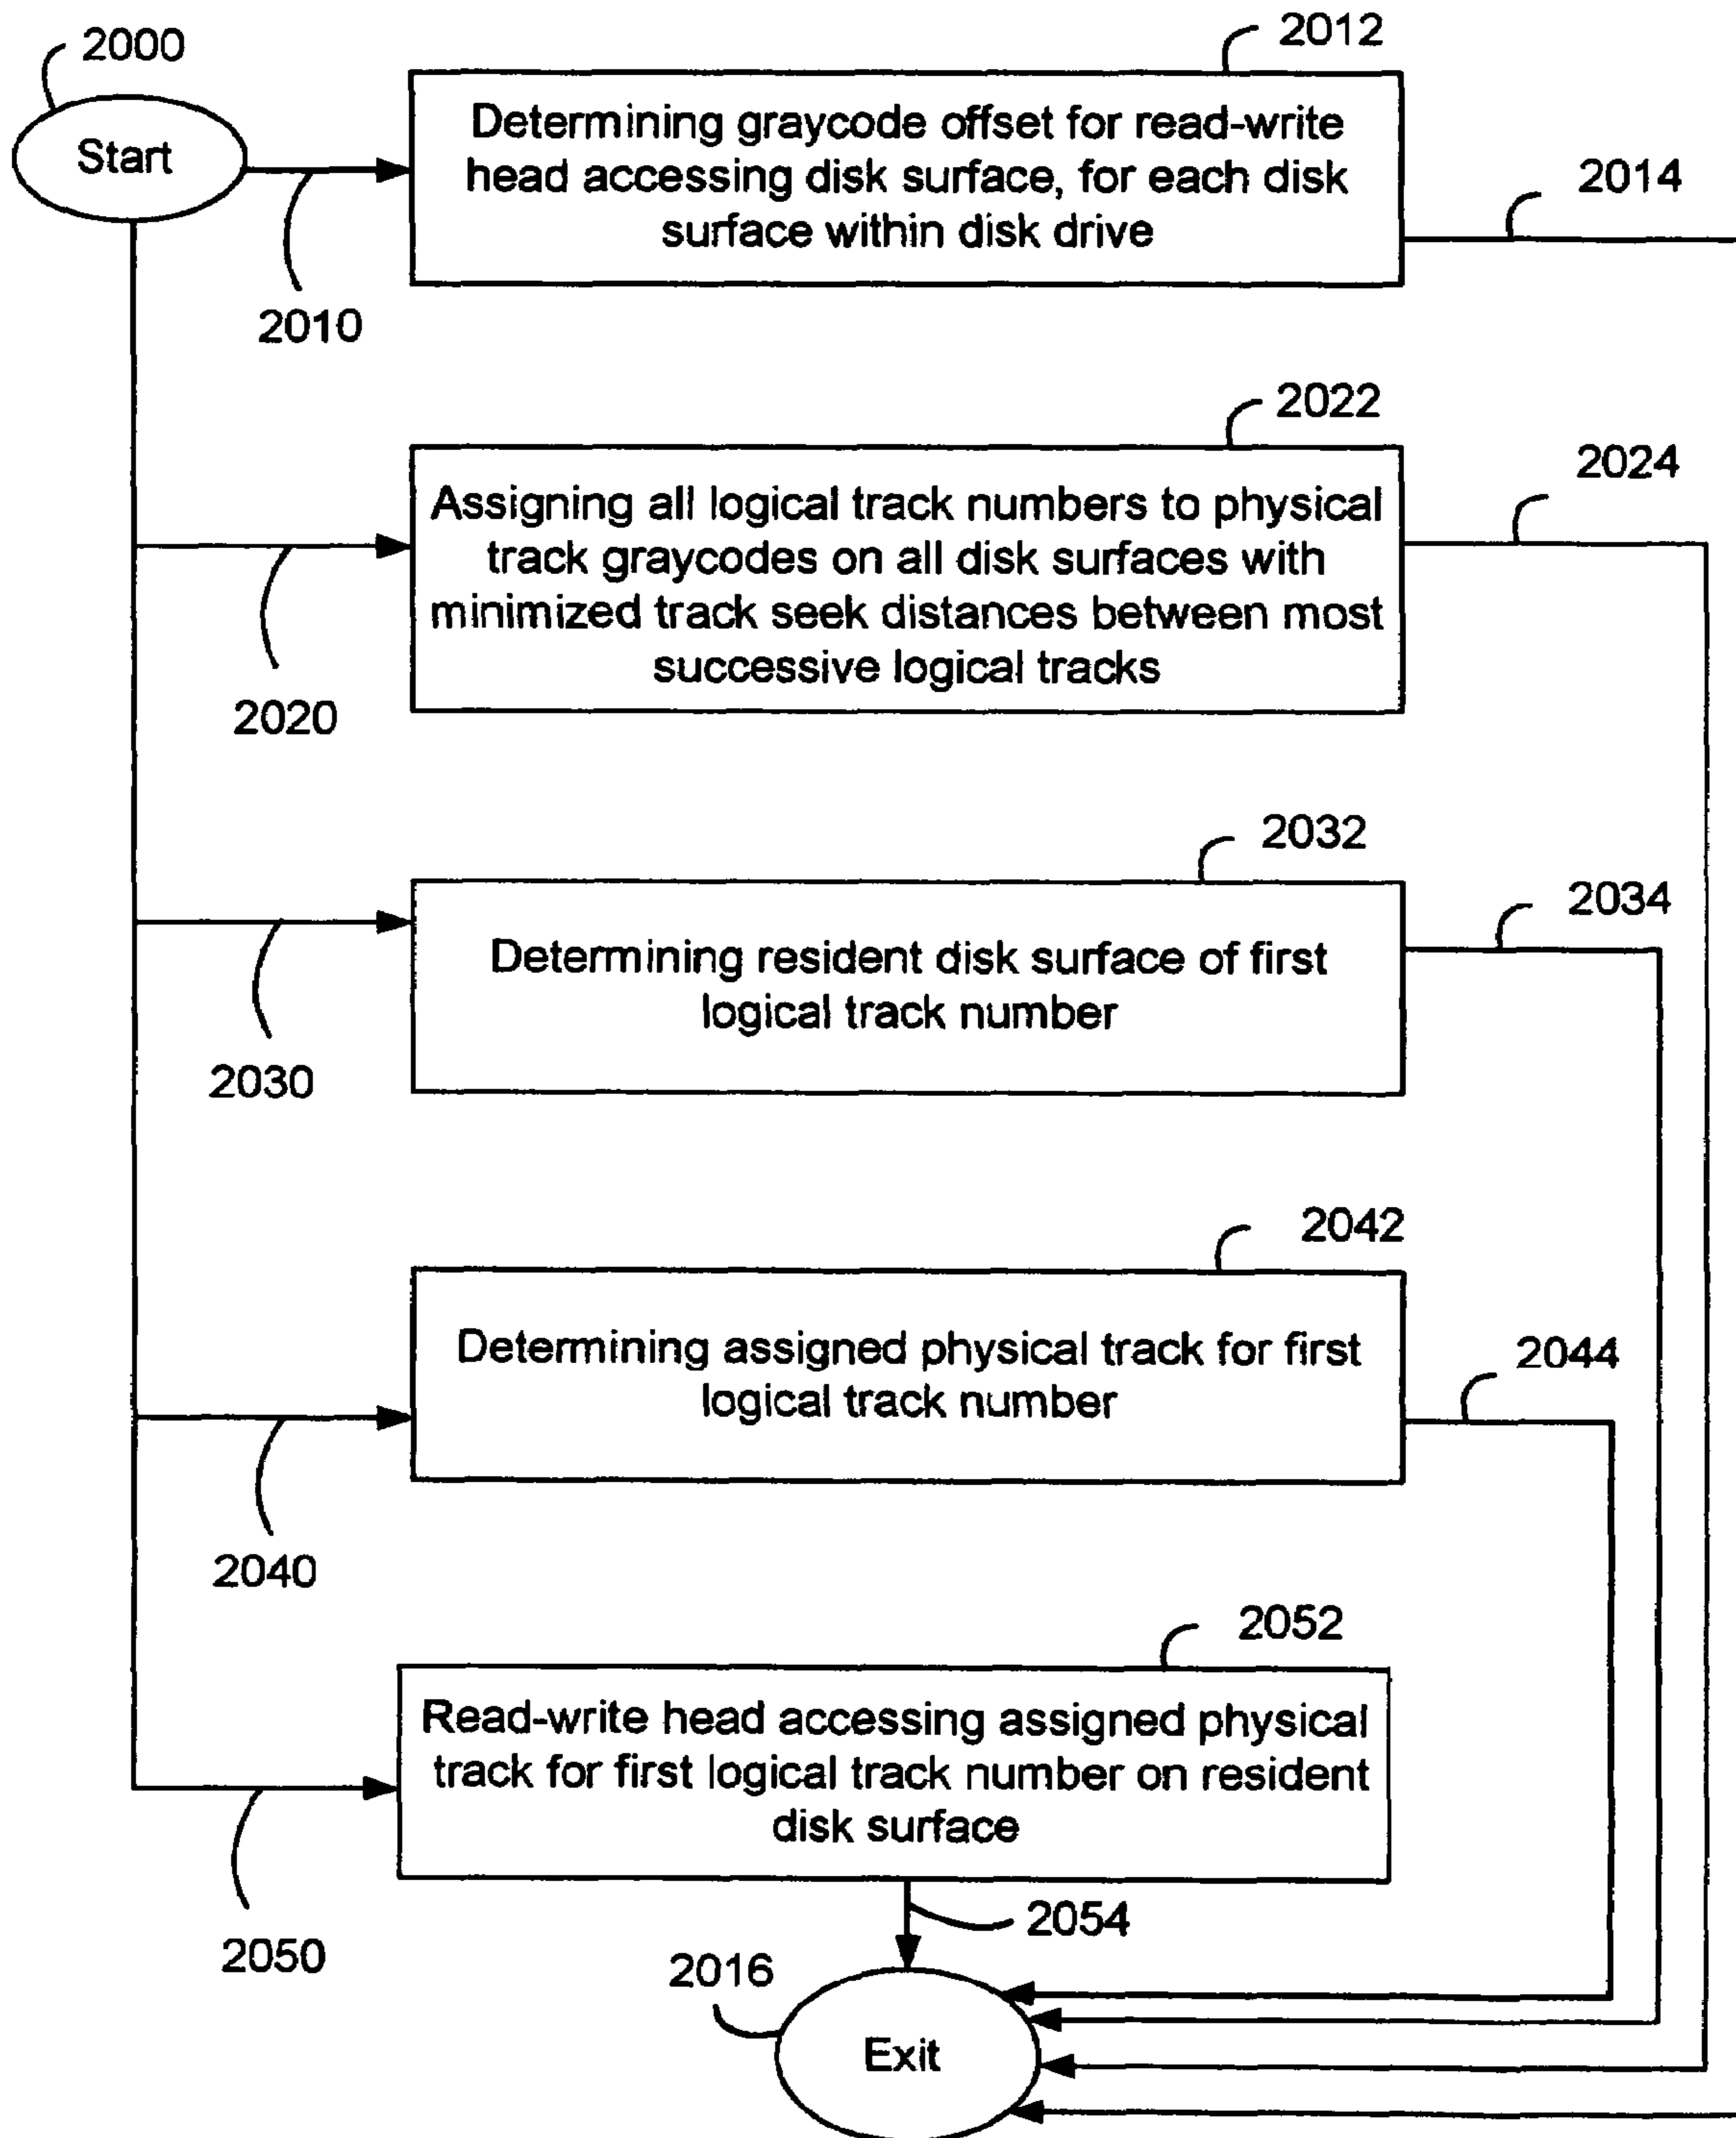 2000
2012
Start
Determining graycode offset for read-write
head accessing disk surface, for each disk
surface within disk drive
2014
2010
2022
2024
Assigning all logical track numbers to physical
track graycodes on all disk surfaces with
minimized track seek distances between most
successive logical tracks
2020
2032
2034
Determining resident disk surface of first
logical track number
2030
2042
2044
Determining assigned physical track for first
logical track number
2040
2052
Read-write head accessing assigned physical
track for first logical track number on resident
disk surface
2054
2050
2016
Exit